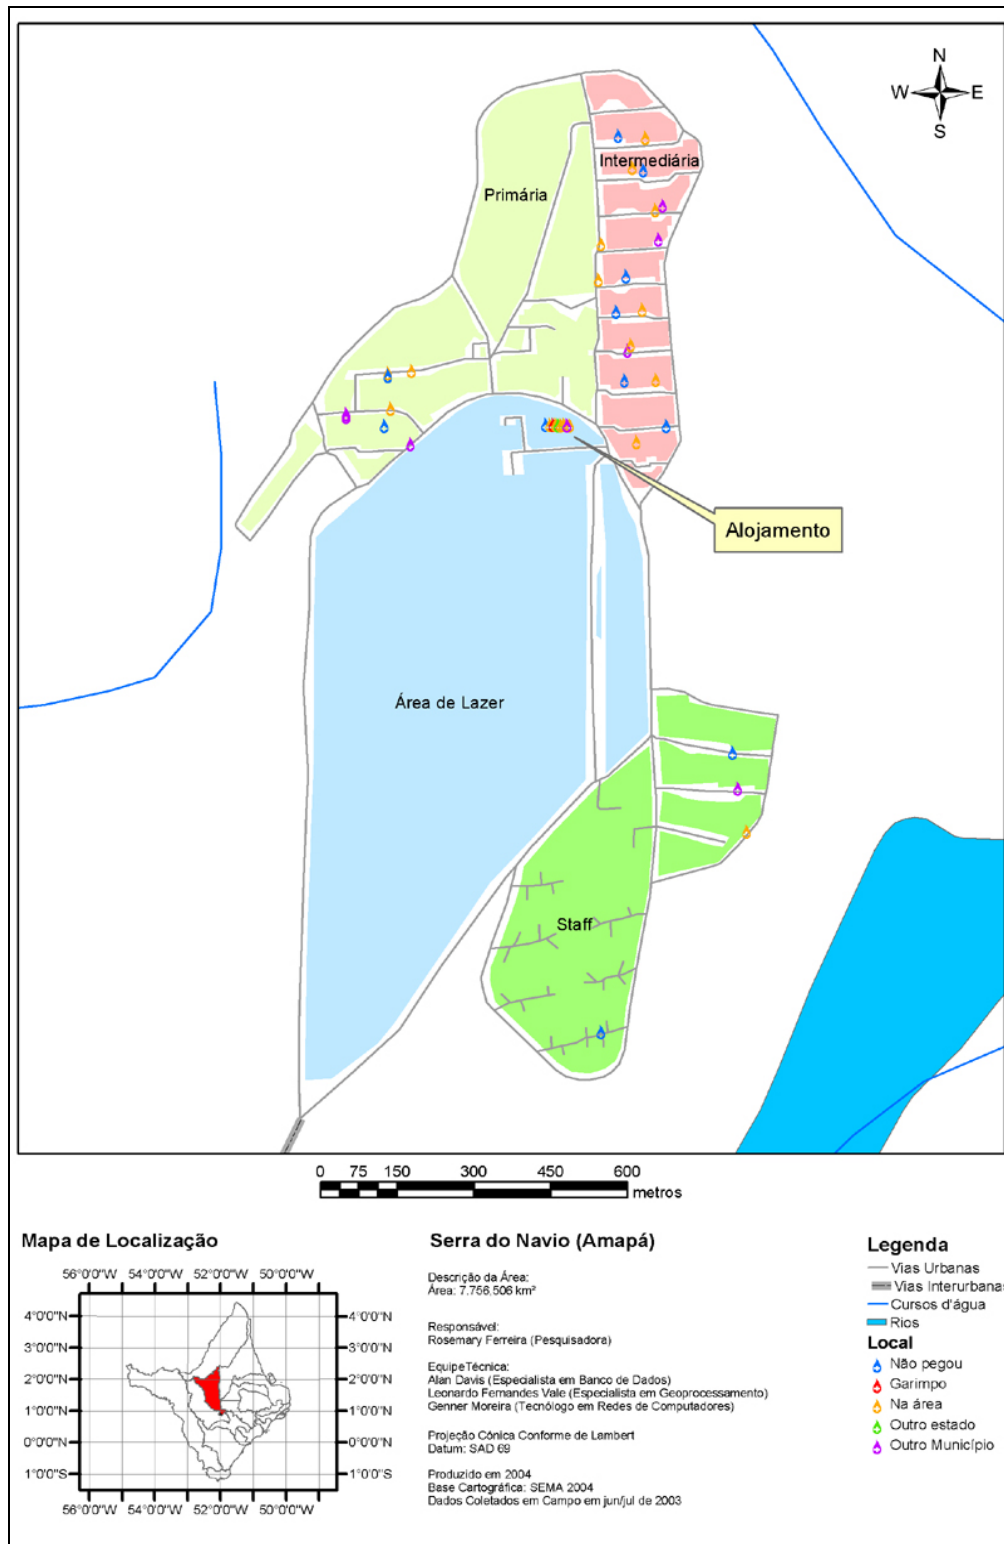 N
W E
S
Intermediária
Primária
Alojamento
Área de Lazer
Staff
0 75 150 300 450 600
metros
Mapa de Localização
56°0'0"W 54°0'0"W 52°0'0"W 50°0'0"W
4°0'0"N 4°0'0"N
3°0'0"N 3°0'0"N
2°0'0"N 2°0'0"N
1°0'0"N 1°0'0"N
0°0'0"N 0°0'0"N
1°0'0"S 1°0'0"S
56°0'0"W 54°0'0"W 52°0'0"W 50°0'0"W
Serra do Navio (Amapá)
Descrição da Área:
Área: 7.756,506 km²
Responsável:
Rosemary Ferreira (Pesquisadora)
EquipeTécnica:
Alan Davis (Especialista em Banco de Dados)
Leonardo Fernandes Vale (Especialista em Geoprocessamento)
Genner Moreira (Tecnólogo em Redes de Computadores)
Projeção Cônica Conforme de Lambert
Datum: SAD 69
Produzido em 2004
Base Cartográfica: SEMA 2004
Dados Coletados em Campo em jun/jul de 2003
Legenda
Vias Urbanas
Vias Interurbanas
Cursos d'água
Rios
Local
Não pegou
Garimpo
Na área
Outro estado
Outro Município